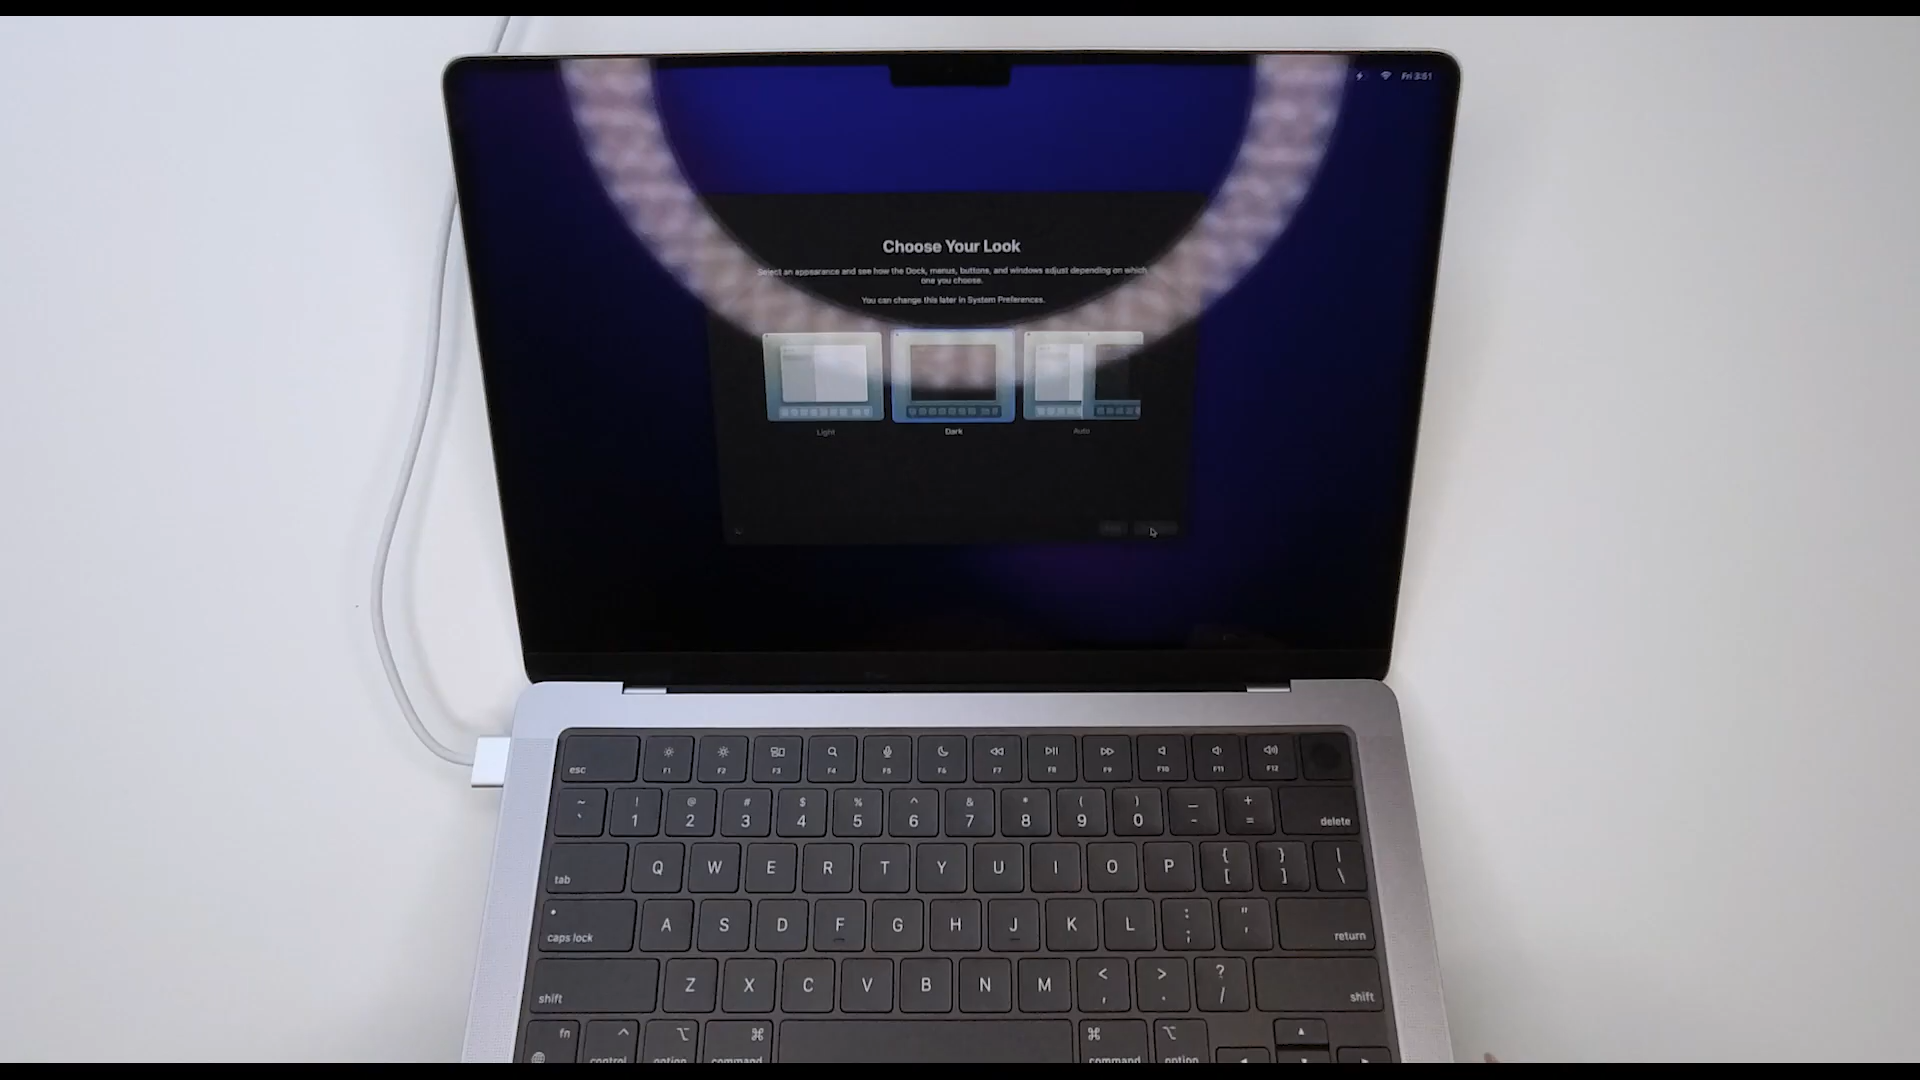 Fri 3:51
Choose Your Look
Select an appearance and see how the Dock, menus, buttons, and windows adjust depending on which
one you choose.
You can change this later in System Preferences.
Light Dark Auto
esc F1 F2 F3 F4 F5 F6 F7 F8 F9 F10 F11 F12
~ ! @ # $ % ^ & * ( ) — +
` 1 2 3 4 5 6 7 8 9 0 - = delete
tab Q W E R T Y U I O P { [ } ] | \
caps lock A S D F G H J K L : ; " ' return
shift Z X C V B N M < , > . ? / shift
fn ^ ⌥ ⌘ ⌘ ⌥
control option command command option